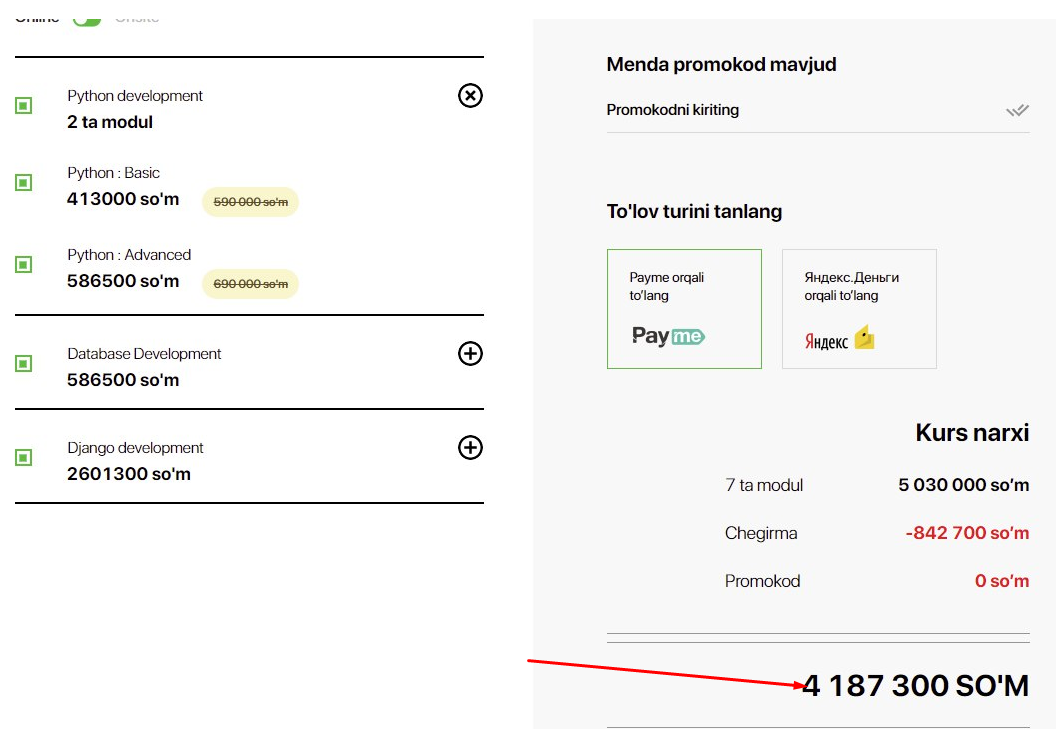 Online Onsite
Python development
2 ta modul
Python : Basic
413000 so'm 590 000 so'm
Python : Advanced
586500 so'm 690 000 so'm
Database Development
586500 so'm
Django development
2601300 so'm
Menda promokod mavjud
Promokodni kiriting
To'lov turini tanlang
Payme orqali
to‘lang
Payme
Яндекс.Деньги
orqali to‘lang
Яндекс
Kurs narxi
7 ta modul 5 030 000 so‘m
Chegirma -842 700 so‘m
Promokod 0 so‘m
4 187 300 SO'M